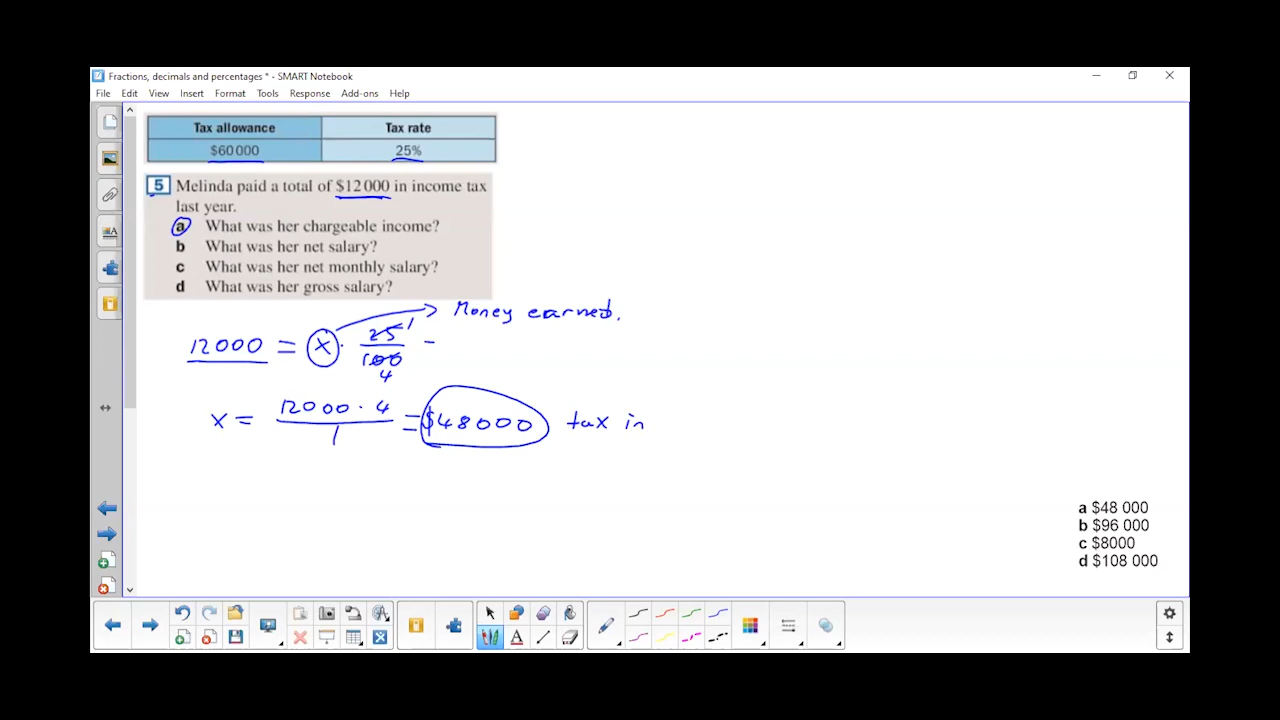 Fractions, decimals and percentages * - SMART Notebook
File Edit View Insert Format Tools Response Add-ons Help
Tax allowance Tax rate
$60 000 25%
5 Melinda paid a total of $12 000 in income tax
last year.
a What was her chargeable income?
b What was her net salary?
c What was her net monthly salary?
d What was her gross salary?
Money earned.
12000 = x · 25/100 =
1
4
x = 12000 · 4 / 1 = $48000 tax in
a $48 000
b $96 000
c $8000
d $108 000